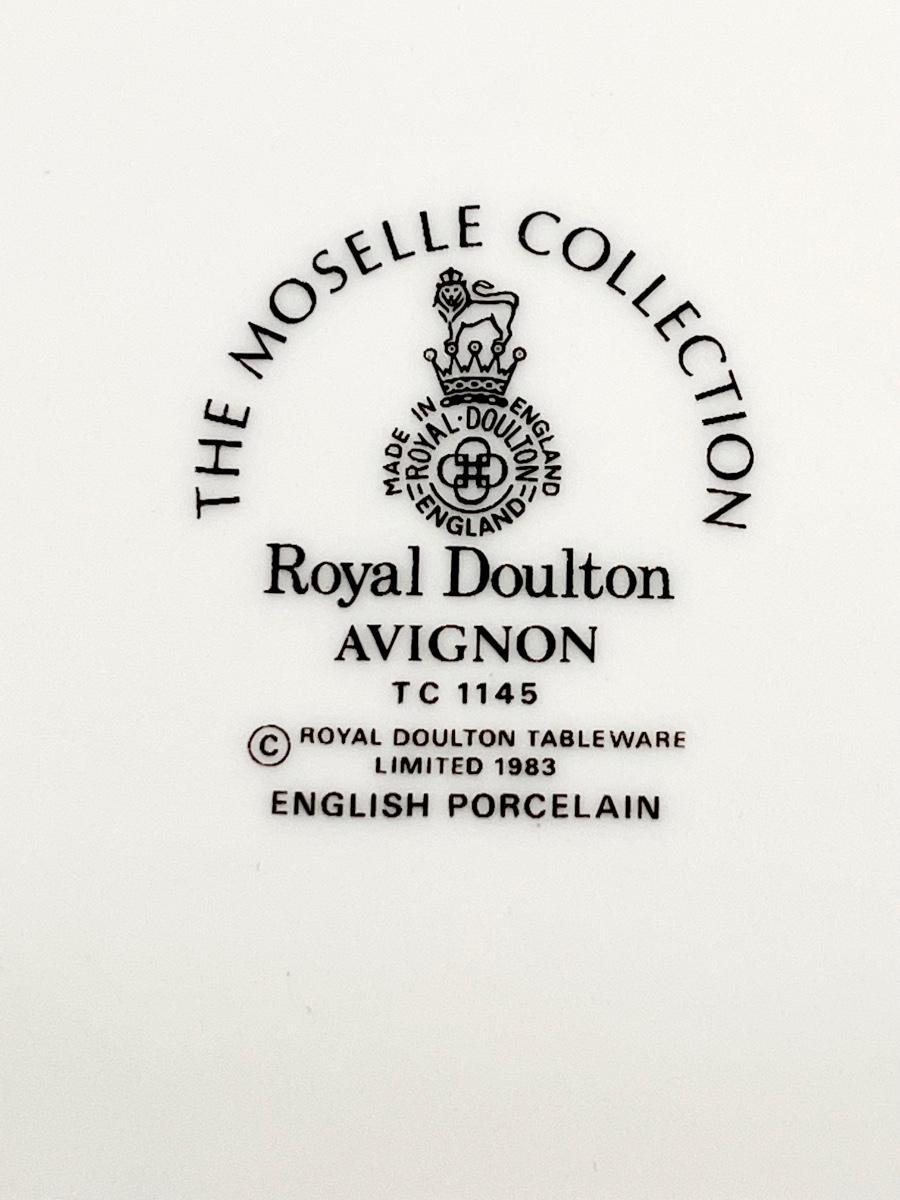 THE MOSELLE COLLECTION
MADE IN ENGLAND
ROYAL·DOULTON
ENGLAND
Royal Doulton
AVIGNON
TC 1145
© ROYAL DOULTON TABLEWARE
LIMITED 1983
ENGLISH PORCELAIN